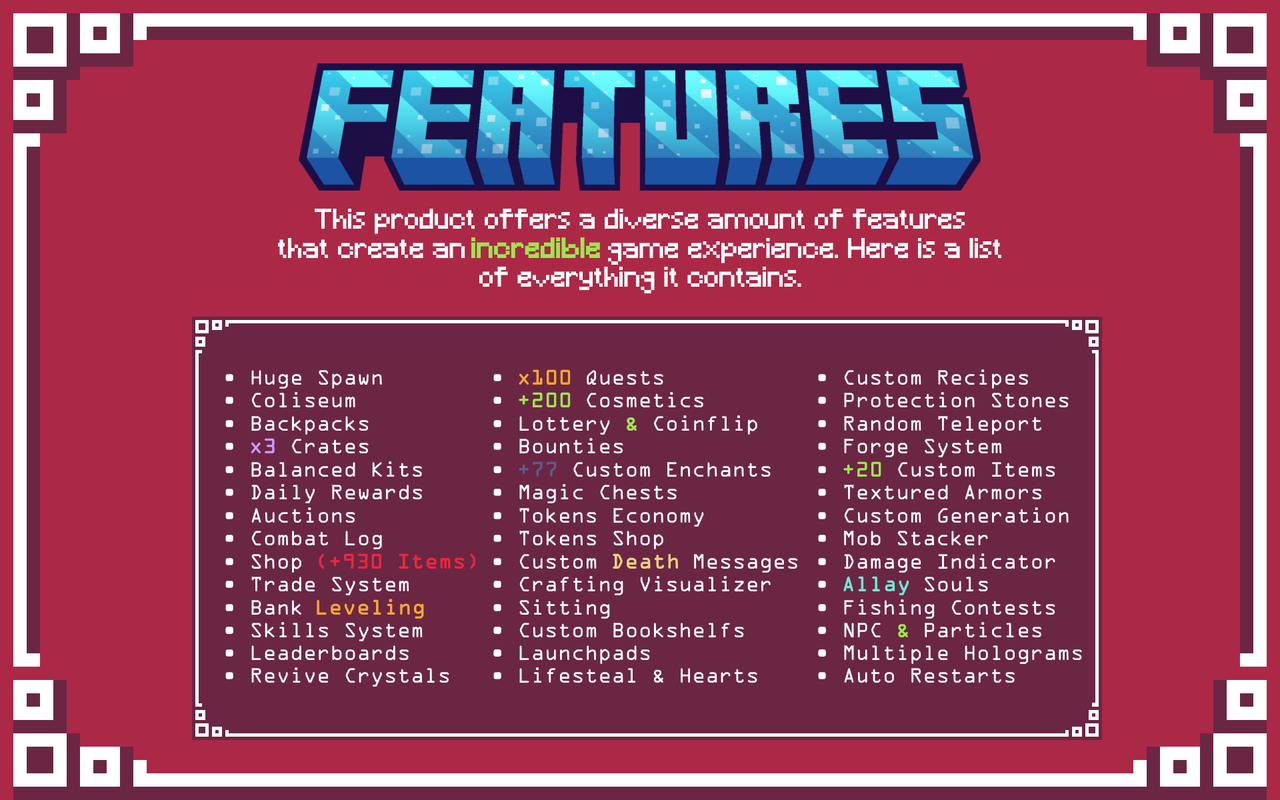 FEATURES
This product offers a diverse amount of features
that create an incredible game experience. Here is a list
of everything it contains.
• Huge Spawn
• Coliseum
• Backpacks
• x3 Crates
• Balanced Kits
• Daily Rewards
• Auctions
• Combat Log
• Shop (+930 Items)
• Trade System
• Bank Leveling
• Skills System
• Leaderboards
• Revive Crystals
• x100 Quests
• +200 Cosmetics
• Lottery & Coinflip
• Bounties
• +77 Custom Enchants
• Magic Chests
• Tokens Economy
• Tokens Shop
• Custom Death Messages
• Crafting Visualizer
• Sitting
• Custom Bookshelfs
• Launchpads
• Lifesteal & Hearts
• Custom Recipes
• Protection Stones
• Random Teleport
• Forge System
• +20 Custom Items
• Textured Armors
• Custom Generation
• Mob Stacker
• Damage Indicator
• Allay Souls
• Fishing Contests
• NPC & Particles
• Multiple Holograms
• Auto Restarts